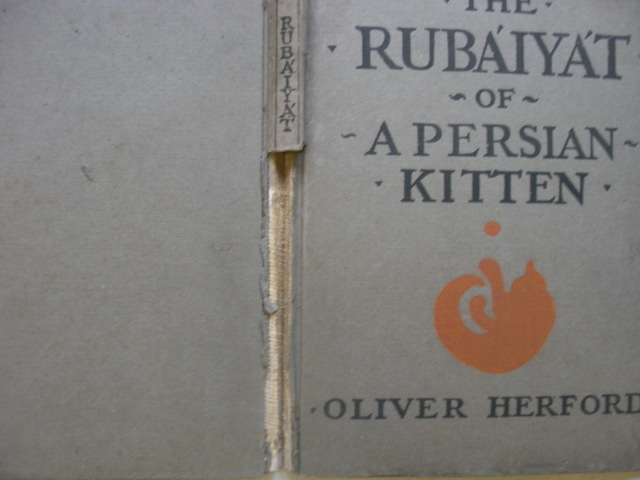 RUBÁIYÁT
THE
RUBÁIYÁT
OF
A PERSIAN
KITTEN
OLIVER HERFORD